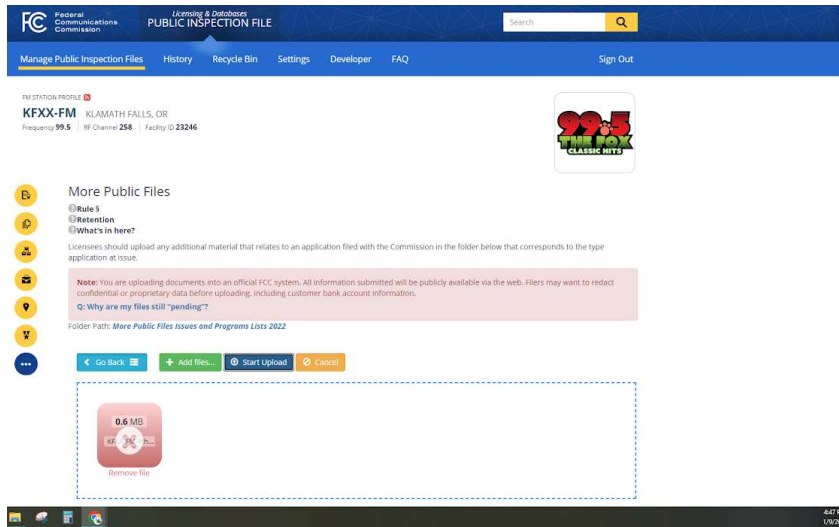 FCC Federal Communications Commission
Licensing & Databases
PUBLIC INSPECTION FILE
Search
Manage Public Inspection Files History Recycle Bin Settings Developer FAQ Sign Out
FM STATION PROFILE
KFXX-FM KLAMATH FALLS, OR
Frequency 99.5 RF Channel 258 Facility ID 23246
99.5
THE FOX
CLASSIC HITS
More Public Files
Rule §
Retention
What's in here?
Licensees should upload any additional material that relates to an application filed with the Commission in the folder below that corresponds to the type
application at issue.
Note: You are uploading documents into an official FCC system. All information submitted will be publicly available via the web. Filers may want to redact
confidential or proprietary data before uploading, including customer bank account information.
Q: Why are my files still "pending"?
Folder Path: More Public Files Issues and Programs Lists 2022
Go Back Add files... Start Upload Cancel
0.6 MB
Remove file